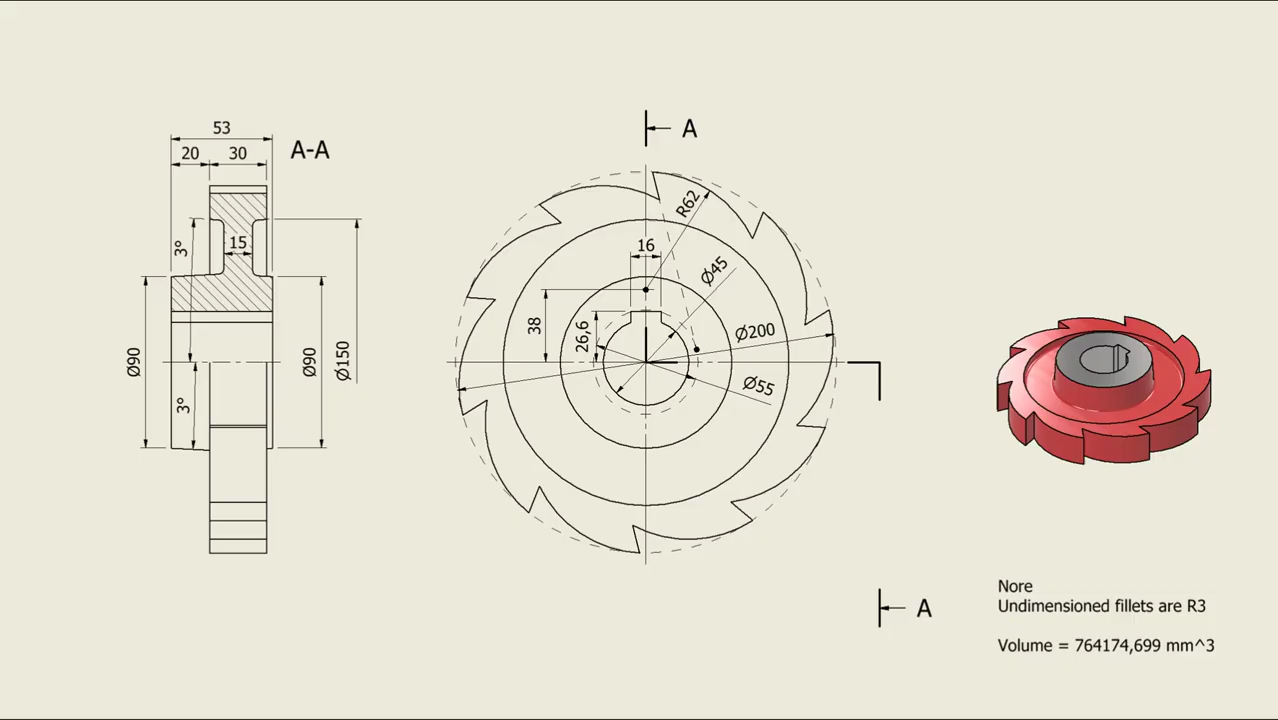 53
20
30
A-A
3°
15
Ø90
Ø90
Ø150
3°
A
R62
16
Ø45
38
26,6
Ø200
Ø55
A
Nore
Undimensioned fillets are R3
Volume = 764174,699 mm^3